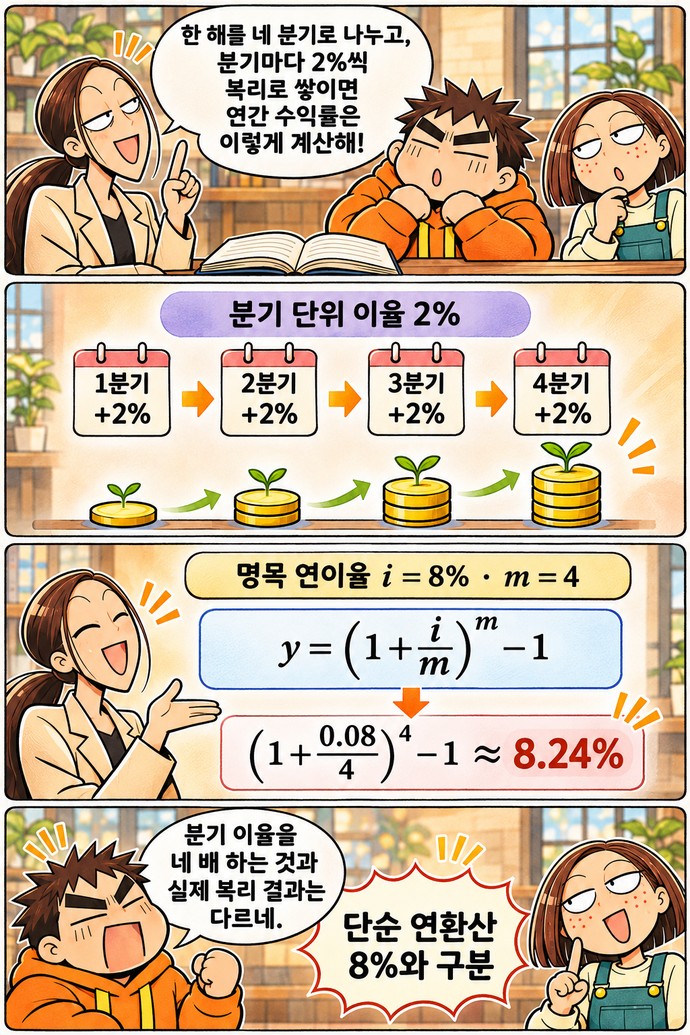 한 해를 네 분기로 나누고,
분기마다 2%씩
복리로 쌓이면
연간 수익률은
이렇게 계산해!
분기 단위 이율 2%
1분기
+2%
2분기
+2%
3분기
+2%
4분기
+2%
명목 연이율 i = 8% · m = 4
y = (1 + i/m)^m − 1
(1 + 0.08/4)^4 − 1 ≈ 8.24%
분기 이율을
네 배 하는 것과
실제 복리 결과는
다르네.
단순 연환산
8%와 구분